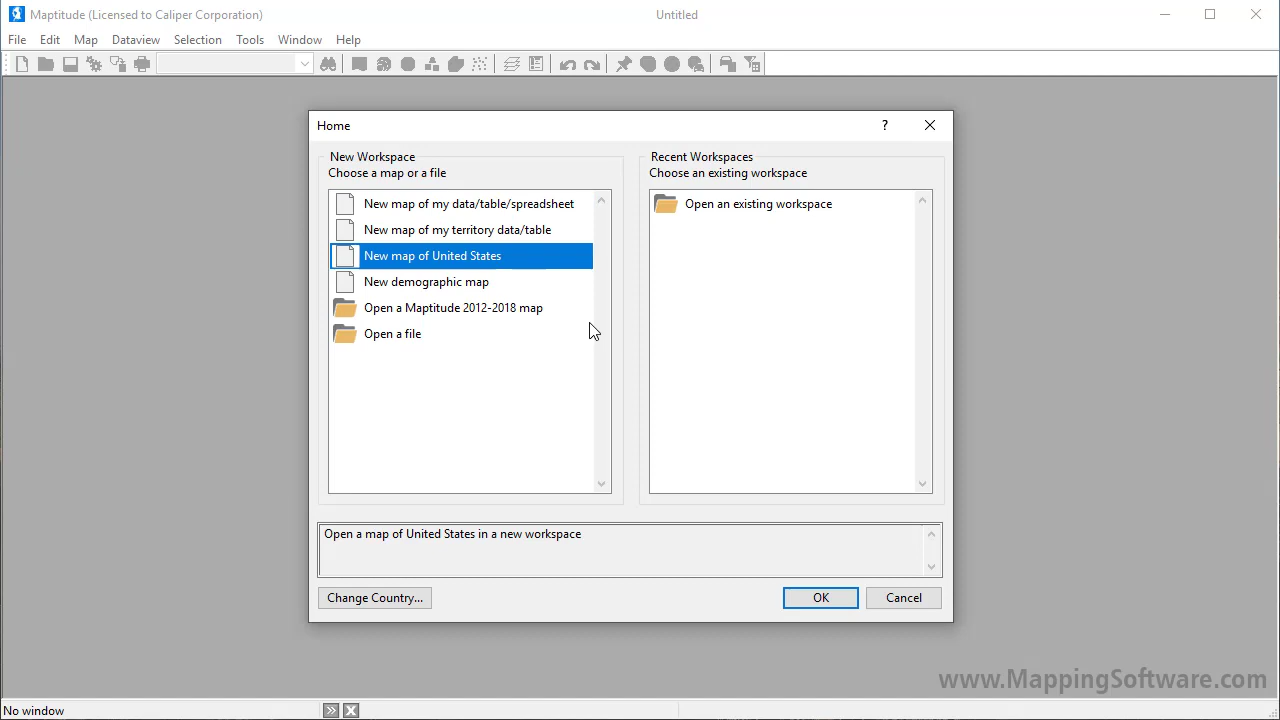 Maptitude (Licensed to Caliper Corporation)
Untitled
File Edit Map Dataview Selection Tools Window Help
Home
?
New Workspace
Choose a map or a file
New map of my data/table/spreadsheet
New map of my territory data/table
New map of United States
New demographic map
Open a Maptitude 2012-2018 map
Open a file
Recent Workspaces
Choose an existing workspace
Open an existing workspace
Open a map of United States in a new workspace
Change Country...
OK
Cancel
www.MappingSoftware.com
No window